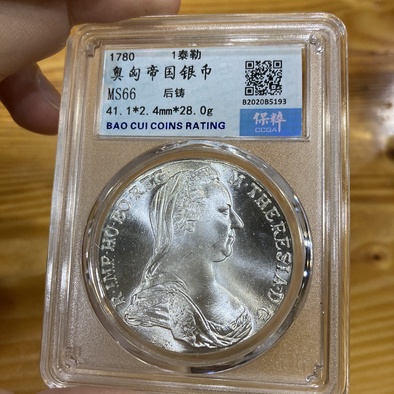 1780 1泰勒
奥匈帝国银币
MS66 后铸
41.1*2.4mm*28.0g
BAO CUI COINS RATING
B2020B5193
保粹
CCGA
R·IMP·HU·BO·REG·
M·THERESIA·D·G·